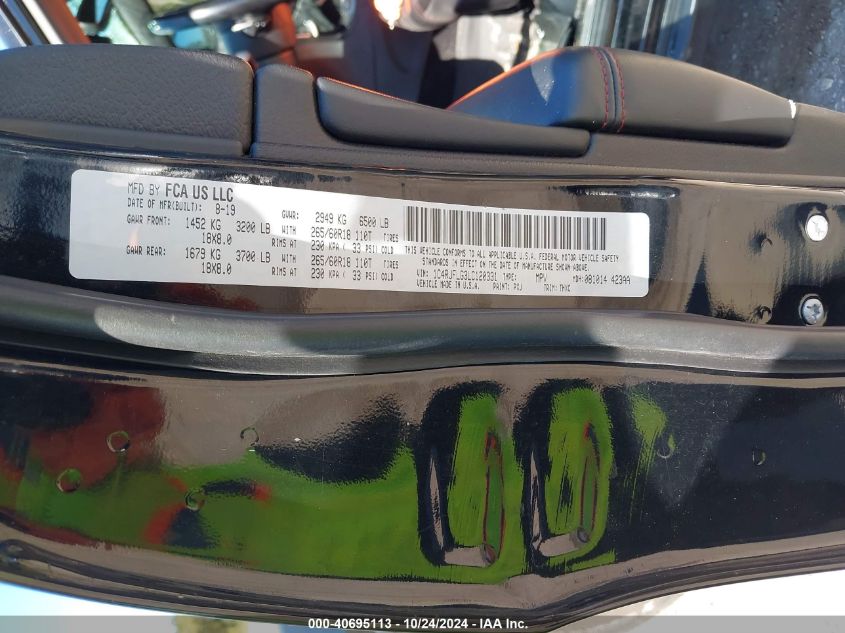 MFD BY FCA US LLC
DATE OF MFR(BUILT): 8-19 GVWR: 2949 KG 6500 LB
GAWR FRONT: 1452 KG 3200 LB WITH 265/60R18 110T TIRES
18X8.0 RIMS AT 230 KPA ( 33 PSI) COLD
GAWR REAR: 1679 KG 3700 LB WITH 265/60R18 110T TIRES
18X8.0 RIMS AT 230 KPA ( 33 PSI) COLD
THIS VEHICLE CONFORMS TO ALL APPLICABLE U.S.A. FEDERAL MOTOR VEHICLE SAFETY
STANDARDS IN EFFECT ON THE DATE OF MANUFACTURE SHOWN ABOVE.
VIN: TYPE: MPV MDH: 081014 423AA
VEHICLE MADE IN U.S.A. PAINT: PXJ TRIM:
000-40695113 - 10/24/2024 - IAA Inc.